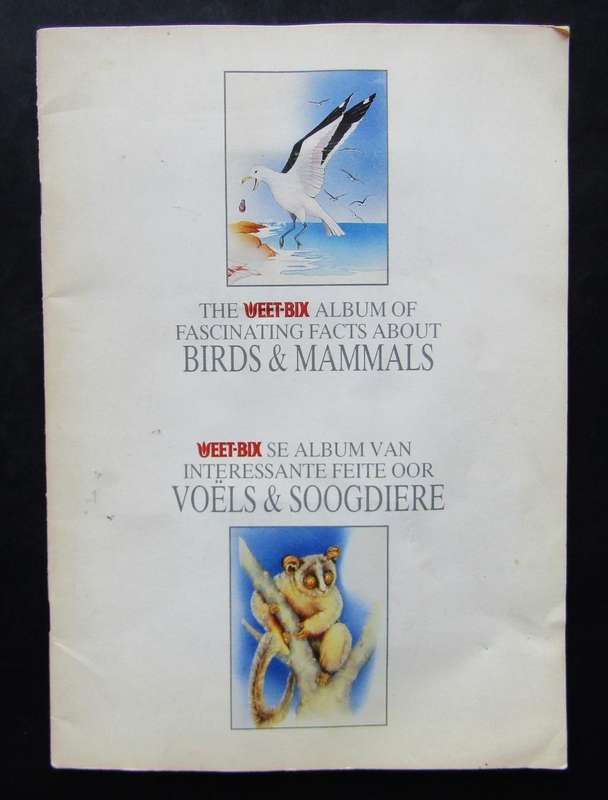 THE WEET-BIX ALBUM OF
FASCINATING FACTS ABOUT
BIRDS & MAMMALS
WEET-BIX SE ALBUM VAN
INTERESSANTE FEITE OOR
VOËLS & SOOGDIERE